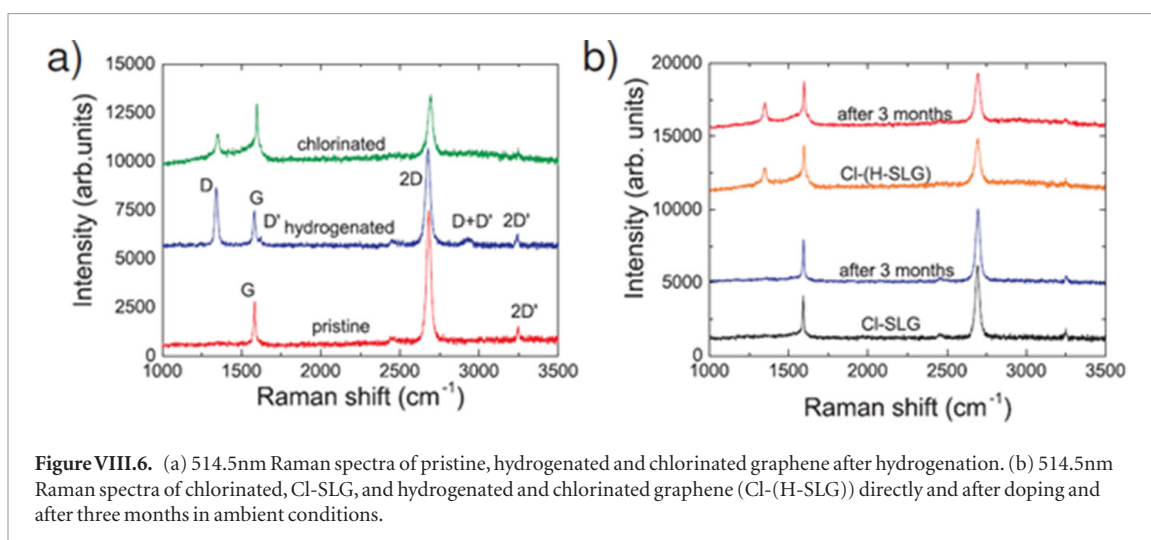 a)
15000
12500
10000
7500
5000
2500
0
Intensity (arb.units)
chlorinated
D
G
D'
hydrogenated
2D
D+D'
2D'
G
pristine
2D'
1000 1500 2000 2500 3000 3500
Raman shift (cm-1)
b)
20000
15000
10000
5000
0
Intensity (arb. units)
after 3 months
Cl-(H-SLG)
after 3 months
Cl-SLG
1000 1500 2000 2500 3000 3500
Raman shift (cm-1)
Figure VIII.6. (a) 514.5nm Raman spectra of pristine, hydrogenated and chlorinated graphene after hydrogenation. (b) 514.5nm
Raman spectra of chlorinated, Cl-SLG, and hydrogenated and chlorinated graphene (Cl-(H-SLG)) directly and after doping and
after three months in ambient conditions.